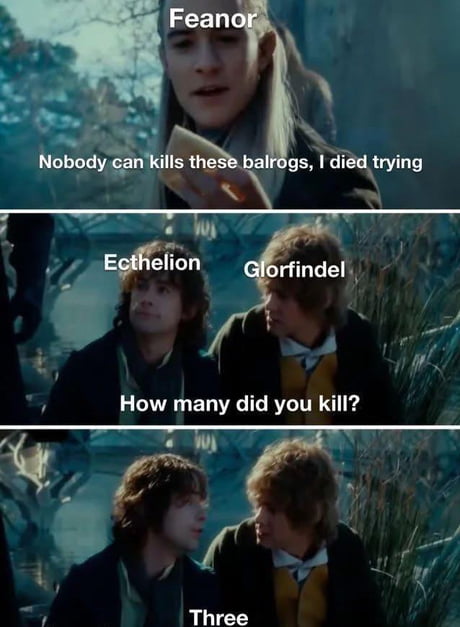 Feanor
Nobody can kills these balrogs, I died trying
Ecthelion
Glorfindel
How many did you kill?
Three